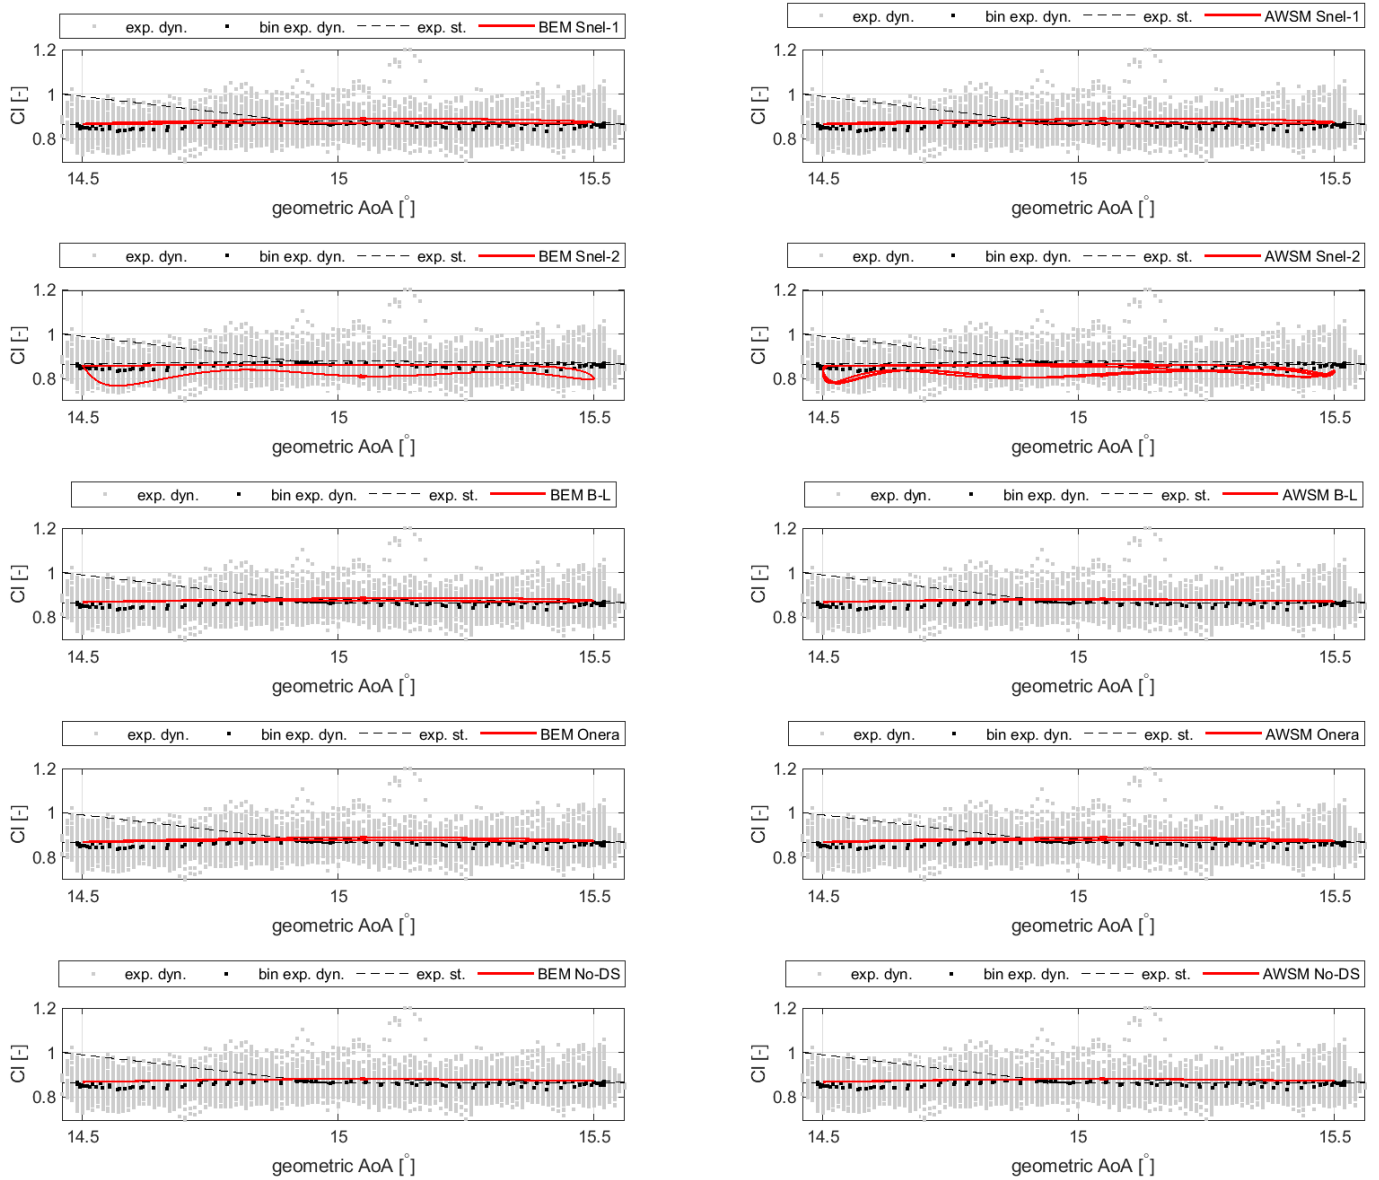 exp. dyn. bin exp. dyn. exp. st. BEM Snel-1
1.2
1
0.8
Cl [-]
14.5 15 15.5
geometric AoA [°]
exp. dyn. bin exp. dyn. exp. st. AWSM Snel-1
1.2
1
0.8
Cl [-]
14.5 15 15.5
geometric AoA [°]
exp. dyn. bin exp. dyn. exp. st. BEM Snel-2
1.2
1
0.8
Cl [-]
14.5 15 15.5
geometric AoA [°]
exp. dyn. bin exp. dyn. exp. st. AWSM Snel-2
1.2
1
0.8
Cl [-]
14.5 15 15.5
geometric AoA [°]
exp. dyn. bin exp. dyn. exp. st. BEM B-L
1.2
1
0.8
Cl [-]
14.5 15 15.5
geometric AoA [°]
exp. dyn. bin exp. dyn. exp. st. AWSM B-L
1.2
1
0.8
Cl [-]
14.5 15 15.5
geometric AoA [°]
exp. dyn. bin exp. dyn. exp. st. BEM Onera
1.2
1
0.8
Cl [-]
14.5 15 15.5
geometric AoA [°]
exp. dyn. bin exp. dyn. exp. st. AWSM Onera
1.2
1
0.8
Cl [-]
14.5 15 15.5
geometric AoA [°]
exp. dyn. bin exp. dyn. exp. st. BEM No-DS
1.2
1
0.8
Cl [-]
14.5 15 15.5
geometric AoA [°]
exp. dyn. bin exp. dyn. exp. st. AWSM No-DS
1.2
1
0.8
Cl [-]
14.5 15 15.5
geometric AoA [°]